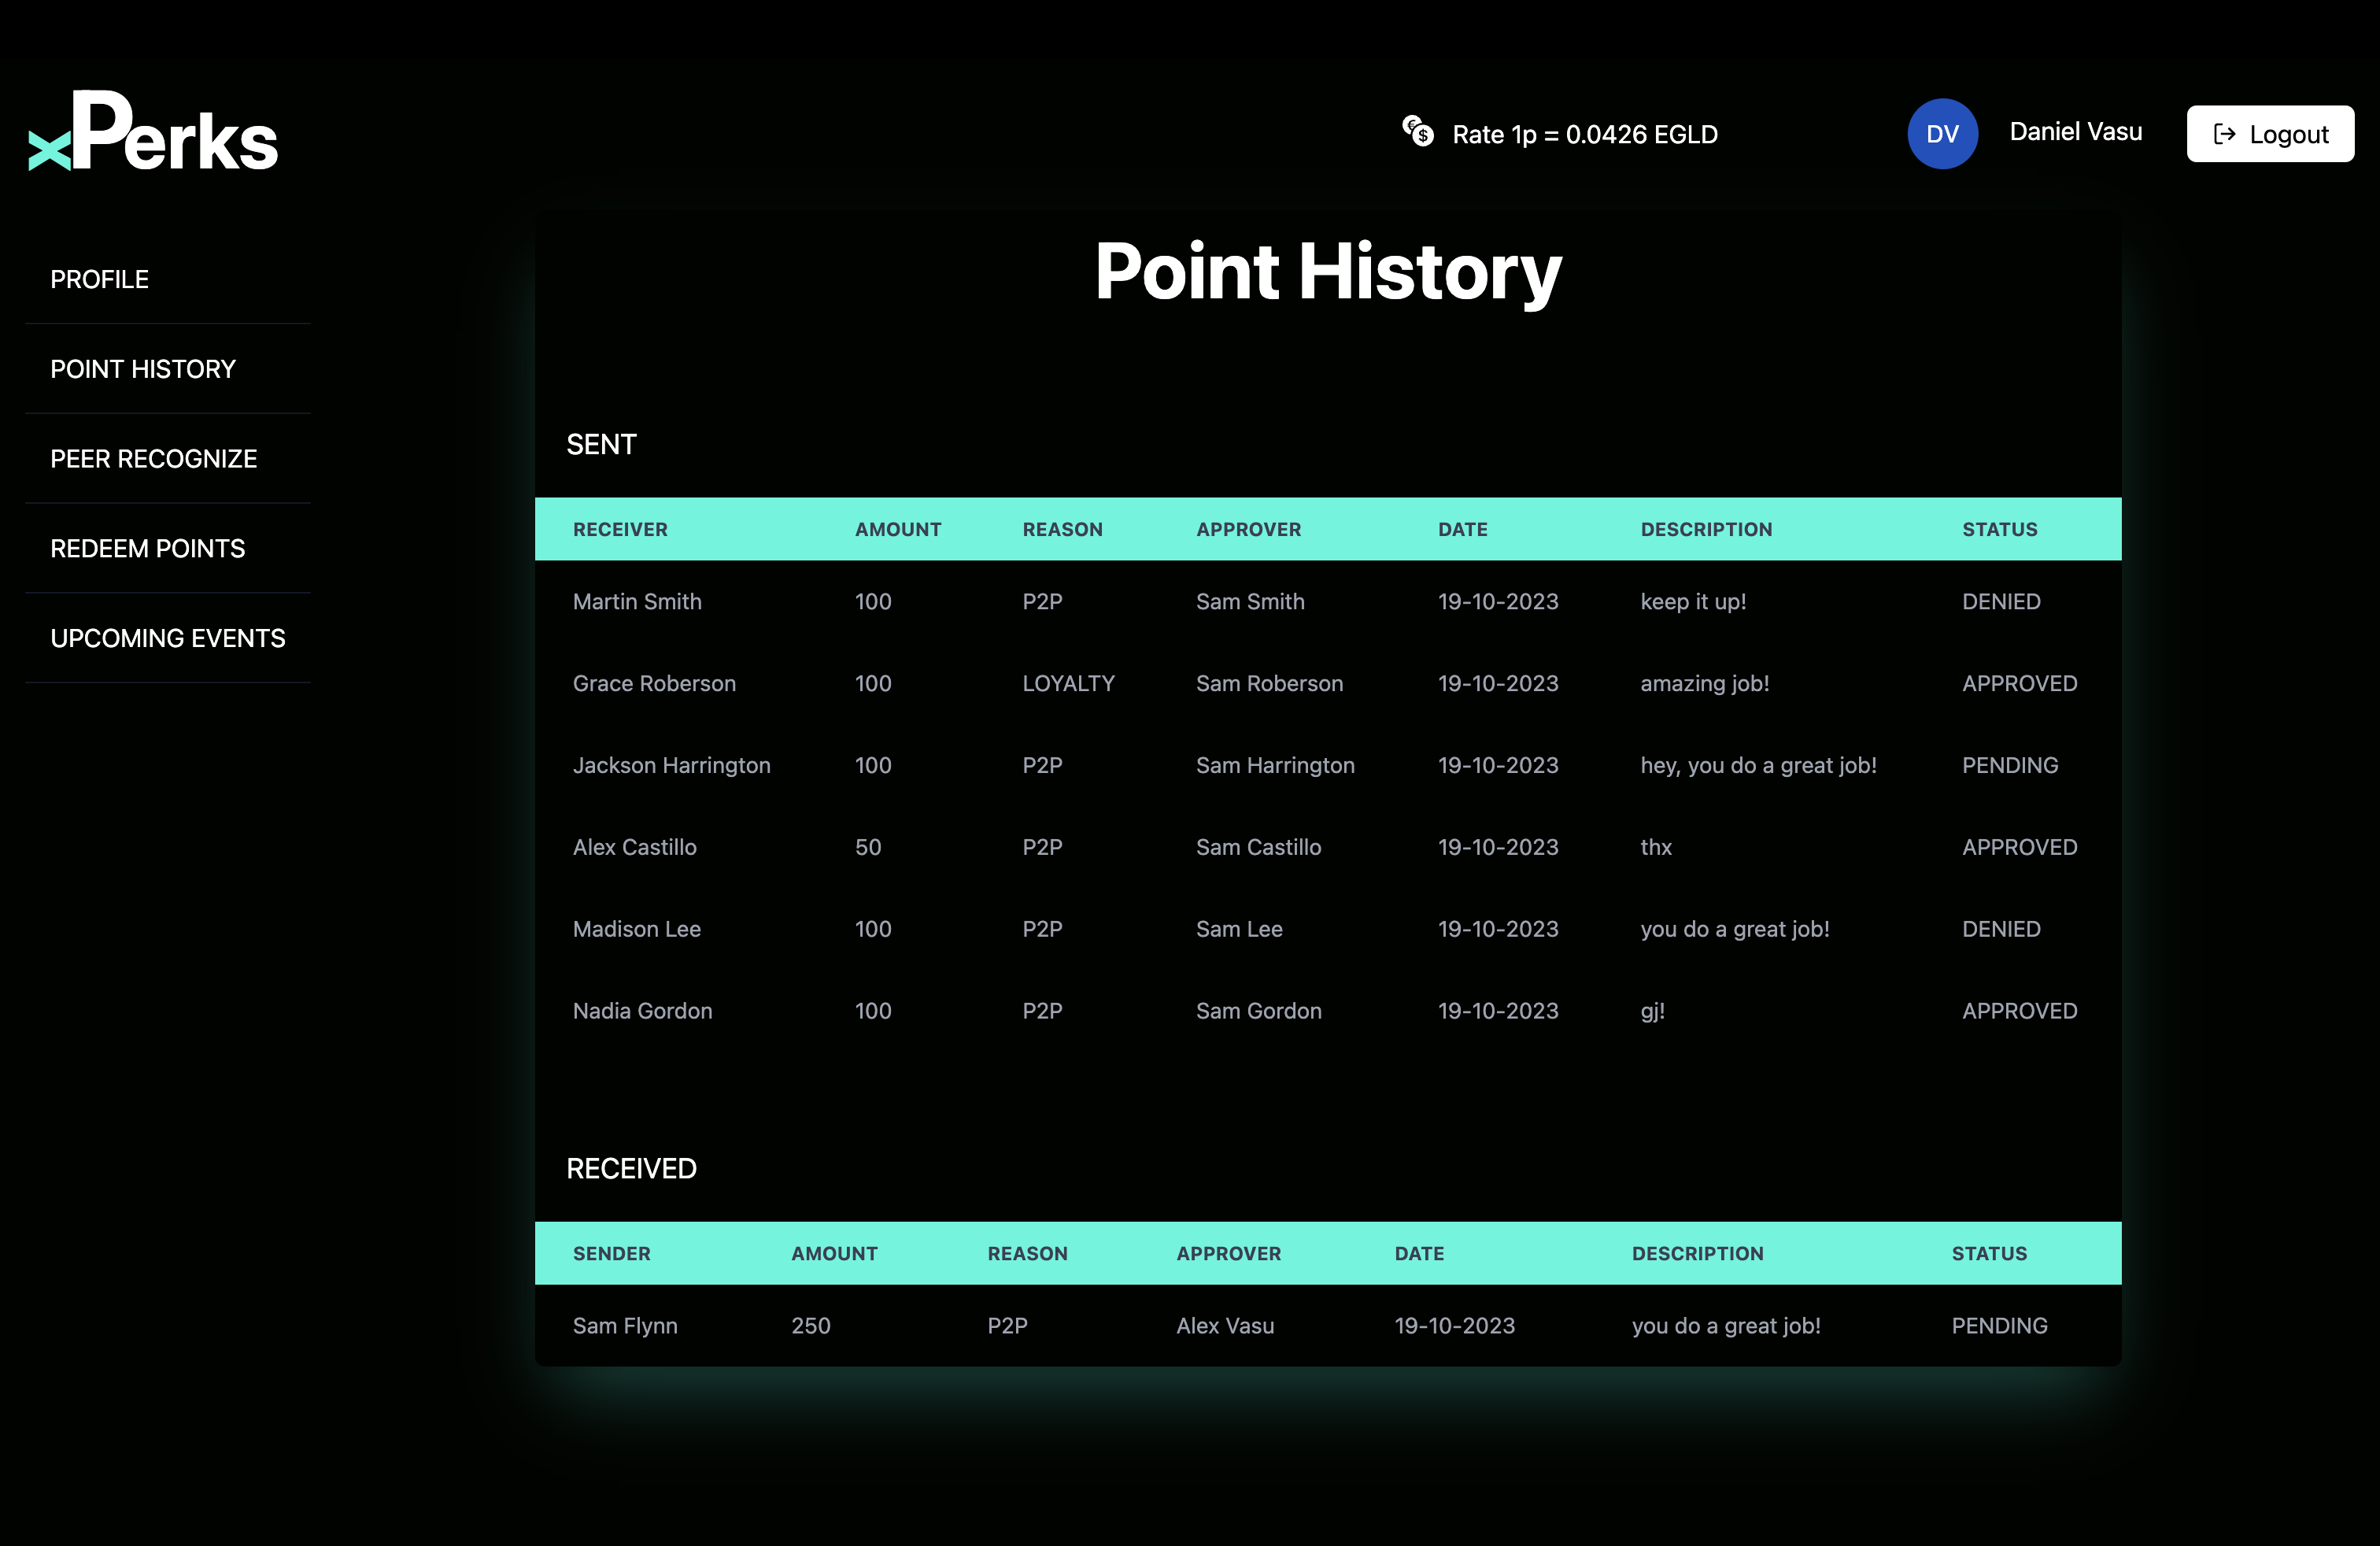 xPerks
Rate 1p = 0.0426 EGLD
DV
Daniel Vasu
Logout
PROFILE
POINT HISTORY
PEER RECOGNIZE
REDEEM POINTS
UPCOMING EVENTS
Point History
SENT
RECEIVER AMOUNT REASON APPROVER DATE DESCRIPTION STATUS
Martin Smith 100 P2P Sam Smith 19-10-2023 keep it up! DENIED
Grace Roberson 100 LOYALTY Sam Roberson 19-10-2023 amazing job! APPROVED
Jackson Harrington 100 P2P Sam Harrington 19-10-2023 hey, you do a great job! PENDING
Alex Castillo 50 P2P Sam Castillo 19-10-2023 thx APPROVED
Madison Lee 100 P2P Sam Lee 19-10-2023 you do a great job! DENIED
Nadia Gordon 100 P2P Sam Gordon 19-10-2023 gj! APPROVED
RECEIVED
SENDER AMOUNT REASON APPROVER DATE DESCRIPTION STATUS
Sam Flynn 250 P2P Alex Vasu 19-10-2023 you do a great job! PENDING